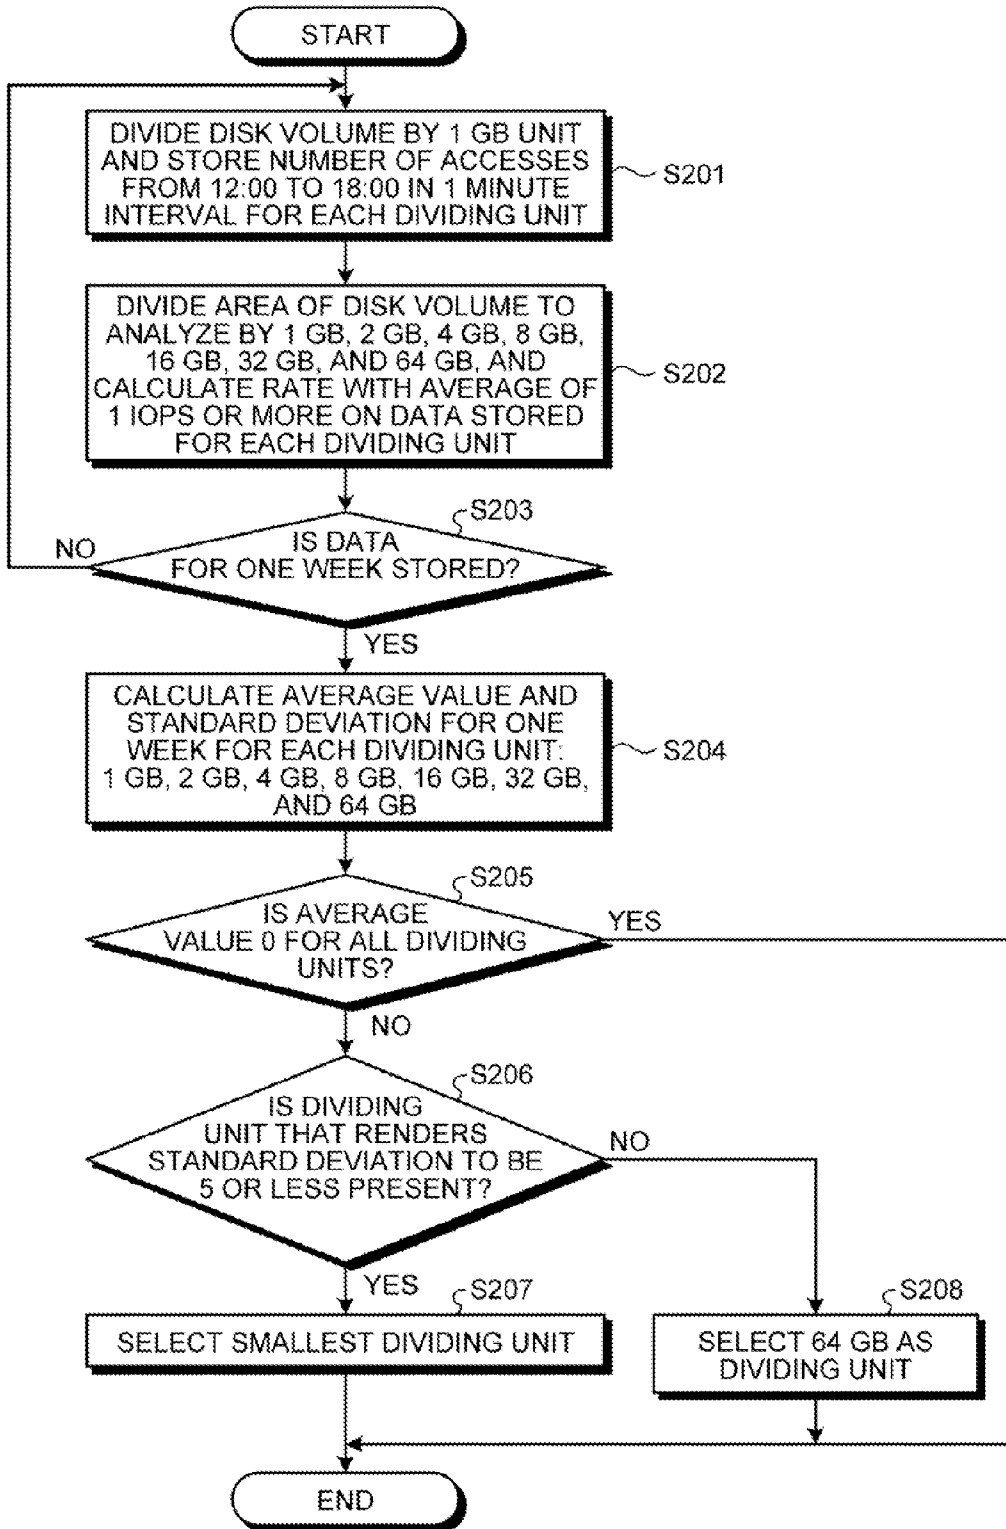 START
DIVIDE DISK VOLUME BY 1 GB UNIT
AND STORE NUMBER OF ACCESSES
FROM 12:00 TO 18:00 IN 1 MINUTE
INTERVAL FOR EACH DIVIDING UNIT
S201
DIVIDE AREA OF DISK VOLUME TO
ANALYZE BY 1 GB, 2 GB, 4 GB, 8 GB,
16 GB, 32 GB, AND 64 GB, AND
CALCULATE RATE WITH AVERAGE OF
1 IOPS OR MORE ON DATA STORED
FOR EACH DIVIDING UNIT
S202
S203
IS DATA
FOR ONE WEEK STORED?
NO
YES
CALCULATE AVERAGE VALUE AND
STANDARD DEVIATION FOR ONE
WEEK FOR EACH DIVIDING UNIT:
1 GB, 2 GB, 4 GB, 8 GB, 16 GB, 32 GB,
AND 64 GB
S204
S205
IS AVERAGE
VALUE 0 FOR ALL DIVIDING
UNITS?
YES
NO
S206
IS DIVIDING
UNIT THAT RENDERS
STANDARD DEVIATION TO BE
5 OR LESS PRESENT?
NO
YES
S207
SELECT SMALLEST DIVIDING UNIT
S208
SELECT 64 GB AS
DIVIDING UNIT
END